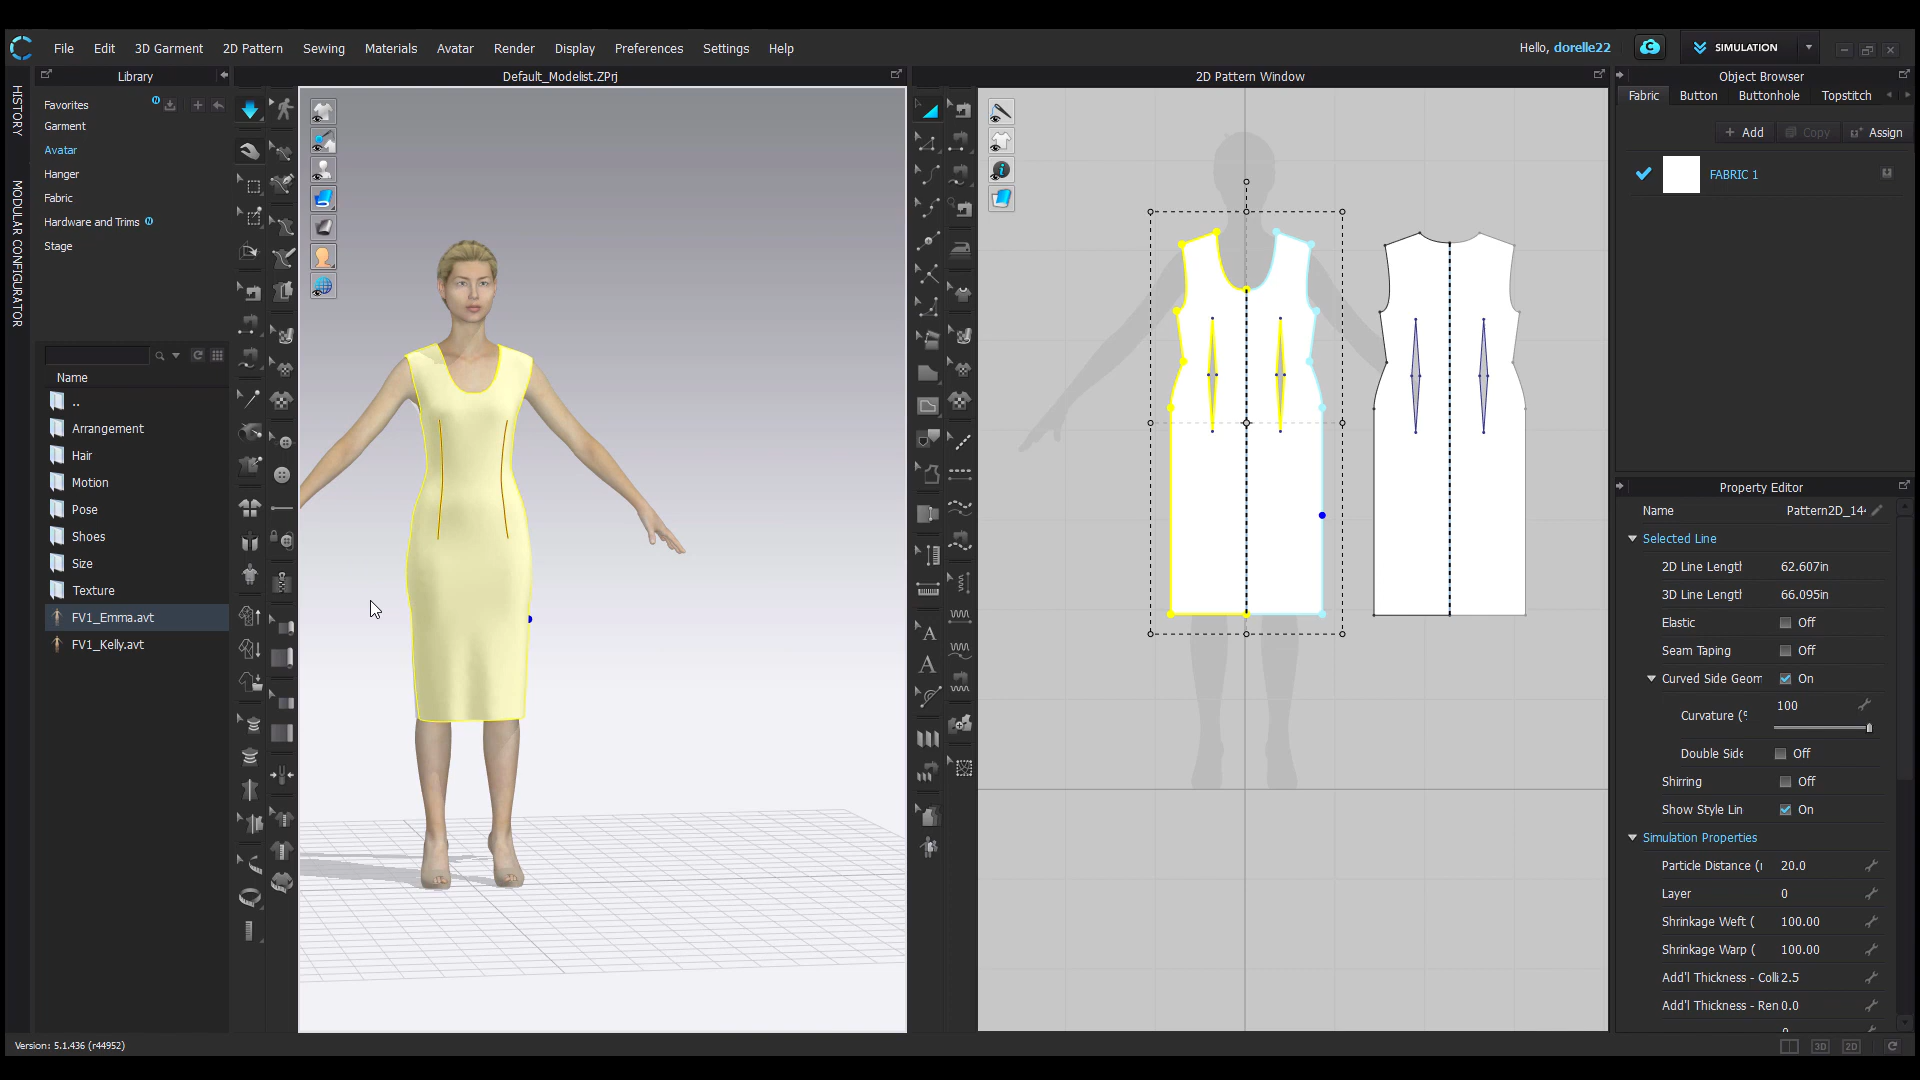 File Edit 3D Garment 2D Pattern Sewing Materials Avatar Render Display Preferences Settings Help
Hello, dorelle22
SIMULATION
Library
Default_Modelist.ZPrj
2D Pattern Window
Object Browser
HISTORY
MODULAR CONFIGURATOR
Favorites
Garment
Avatar
Hanger
Fabric
Hardware and Trims
Stage
Name
..
Arrangement
Hair
Motion
Pose
Shoes
Size
Texture
FV1_Emma.avt
FV1_Kelly.avt
Fabric Button Buttonhole Topstitch
Add Copy Assign
FABRIC 1
Property Editor
Name Pattern2D_144
Selected Line
2D Line Length 62.607in
3D Line Length 66.095in
Elastic Off
Seam Taping Off
Curved Side Geom On
Curvature (° 100
Double Side Off
Shirring Off
Show Style Lin On
Simulation Properties
Particle Distance (r 20.0
Layer 0
Shrinkage Weft ( 100.00
Shrinkage Warp ( 100.00
Add'l Thickness - Colli 2.5
Add'l Thickness - Ren 0.0
Version: 5.1.436 (r44952)
3D 2D